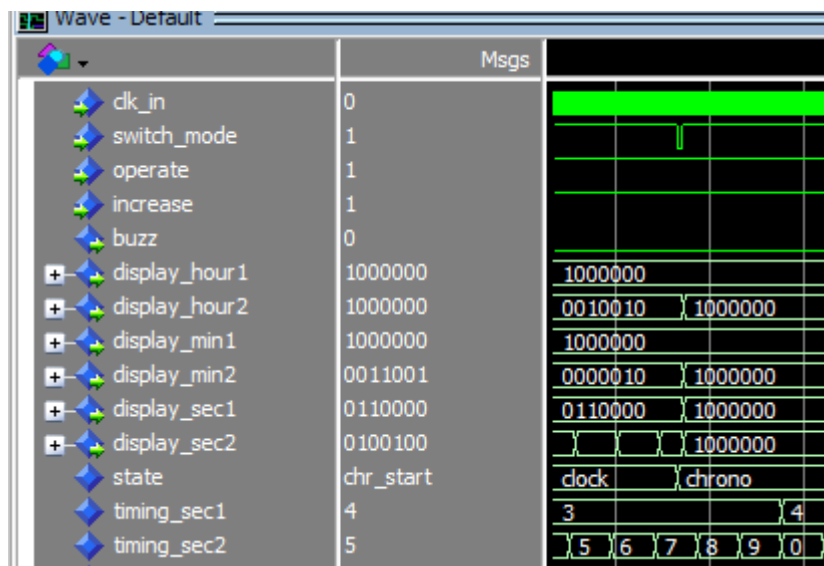 Wave - Default
Msgs
clk_in 0
switch_mode 1
operate 1
increase 1
buzz 0
display_hour1 1000000 1000000
display_hour2 1000000 0010010 1000000
display_min1 1000000 1000000
display_min2 0011001 0000010 1000000
display_sec1 0110000 0110000 1000000
display_sec2 0100100 1000000
state chr_start clock chrono
timing_sec1 4 3 4
timing_sec2 5 5 6 7 8 9 0